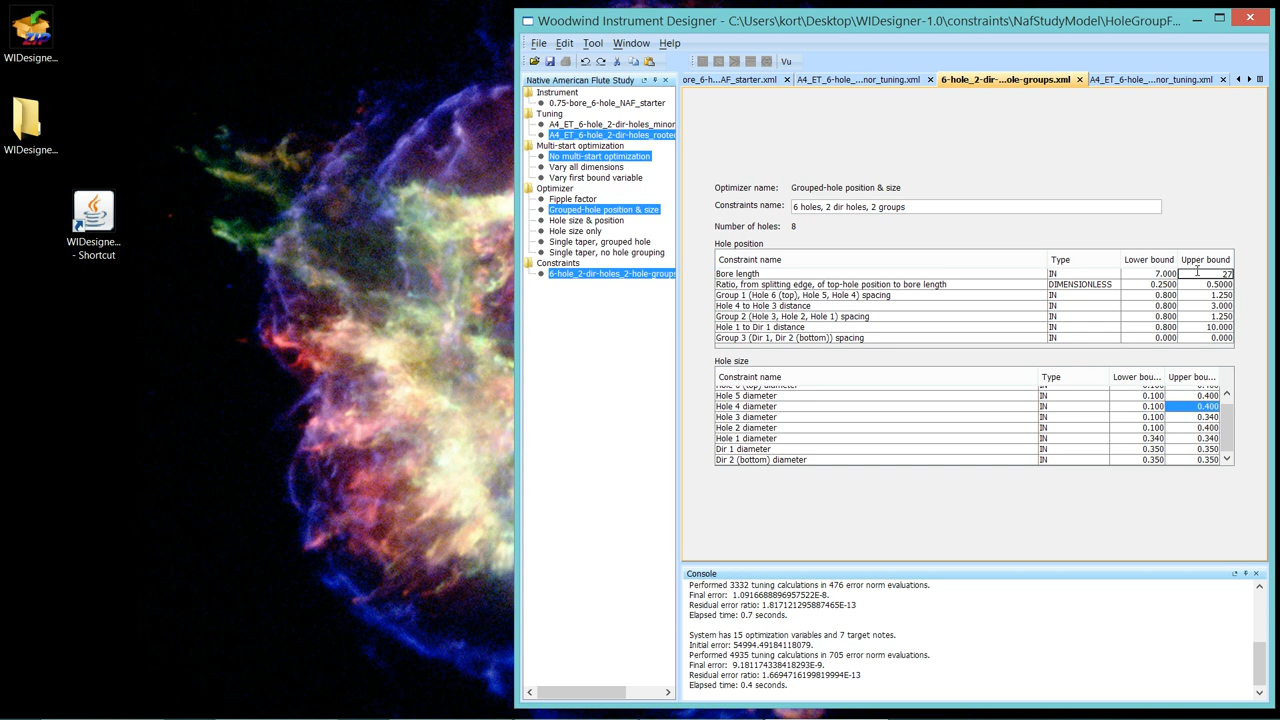 WIDesigne...
WIDesigne...
WIDesigne...
- Shortcut
Woodwind Instrument Designer - C:\Users\kort\Desktop\WIDesigner-1.0\constraints\NafStudyModel\HoleGroupF...
File Edit Tool Window Help
Vu
Native American Flute Study
Instrument
0.75-bore_6-hole_NAF_starter
Tuning
A4_ET_6-hole_2-dir-holes_minor
A4_ET_6-hole_2-dir-holes_rooted
Multi-start optimization
No multi-start optimization
Vary all dimensions
Vary first bound variable
Optimizer
Fipple factor
Grouped-hole position & size
Hole size & position
Hole size only
Single taper, grouped hole
Single taper, no hole grouping
Constraints
6-hole_2-dir-holes_2-hole-groups
ore_6-h...AF_starter.xml A4_ET_6-hole_...nor_tuning.xml 6-hole_2-dir-...ole-groups.xml A4_ET_6-hole_...nor_tuning.xml
Optimizer name: Grouped-hole position & size
Constraints name: 6 holes, 2 dir holes, 2 groups
Number of holes: 8
Hole position
Constraint name Type Lower bound Upper bound
Bore length IN 7.000 27
Ratio, from splitting edge, of top-hole position to bore length DIMENSIONLESS 0.2500 0.5000
Group 1 (Hole 6 (top), Hole 5, Hole 4) spacing IN 0.800 1.250
Hole 4 to Hole 3 distance IN 0.800 3.000
Group 2 (Hole 3, Hole 2, Hole 1) spacing IN 0.800 1.250
Hole 1 to Dir 1 distance IN 0.800 10.000
Group 3 (Dir 1, Dir 2 (bottom)) spacing IN 0.000 0.000
Hole size
Constraint name Type Lower bou... Upper bou...
Hole 6 (top) diameter IN 0.100 0.400
Hole 5 diameter IN 0.100 0.400
Hole 4 diameter IN 0.100 0.400
Hole 3 diameter IN 0.100 0.340
Hole 2 diameter IN 0.100 0.400
Hole 1 diameter IN 0.340 0.340
Dir 1 diameter IN 0.350 0.350
Dir 2 (bottom) diameter IN 0.350 0.350
Console
Performed 3332 tuning calculations in 476 error norm evaluations.
Final error: 1.0916688896957522E-8.
Residual error ratio: 1.817121295887465E-13
Elapsed time: 0.7 seconds.
System has 15 optimization variables and 7 target notes.
Initial error: 54994.49184118079.
Performed 4935 tuning calculations in 705 error norm evaluations.
Final error: 9.181174338418293E-9.
Residual error ratio: 1.6694716199819994E-13
Elapsed time: 0.4 seconds.